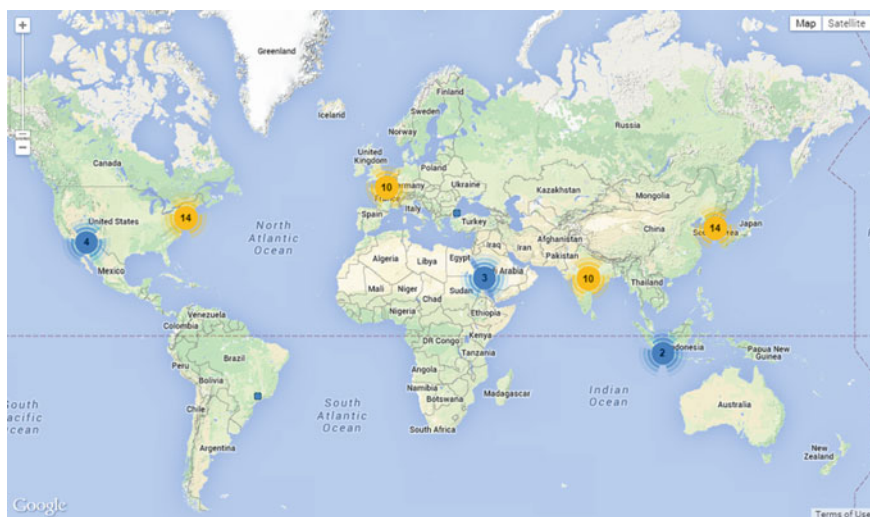 +
−
Map Satellite
Greenland
Iceland
Finland
Sweden
Norway
Russia
Canada
United
Kingdom
Poland
Ukraine
Kazakhstan
Mongolia
10
14
United States
4
North
Atlantic
Ocean
Spain
Italy
Turkey
China
14
Japan
Mexico
Algeria
Libya
Egypt
Iraq
Iran
Afghanistan
Pakistan
Mali
Niger
Chad
Sudan
3
Arabia
10
Thailand
Nigeria
Ethiopia
Venezuela
Colombia
Kenya
DR Congo
Tanzania
2
Papua New
Guinea
Brazil
Peru
Bolivia
Angola
Namibia
Botswana
Madagascar
Indian
Ocean
Australia
South
Pacific
Ocean
Chile
South
Atlantic
Ocean
South Africa
Argentina
New
Zealand
Google
Terms of Use